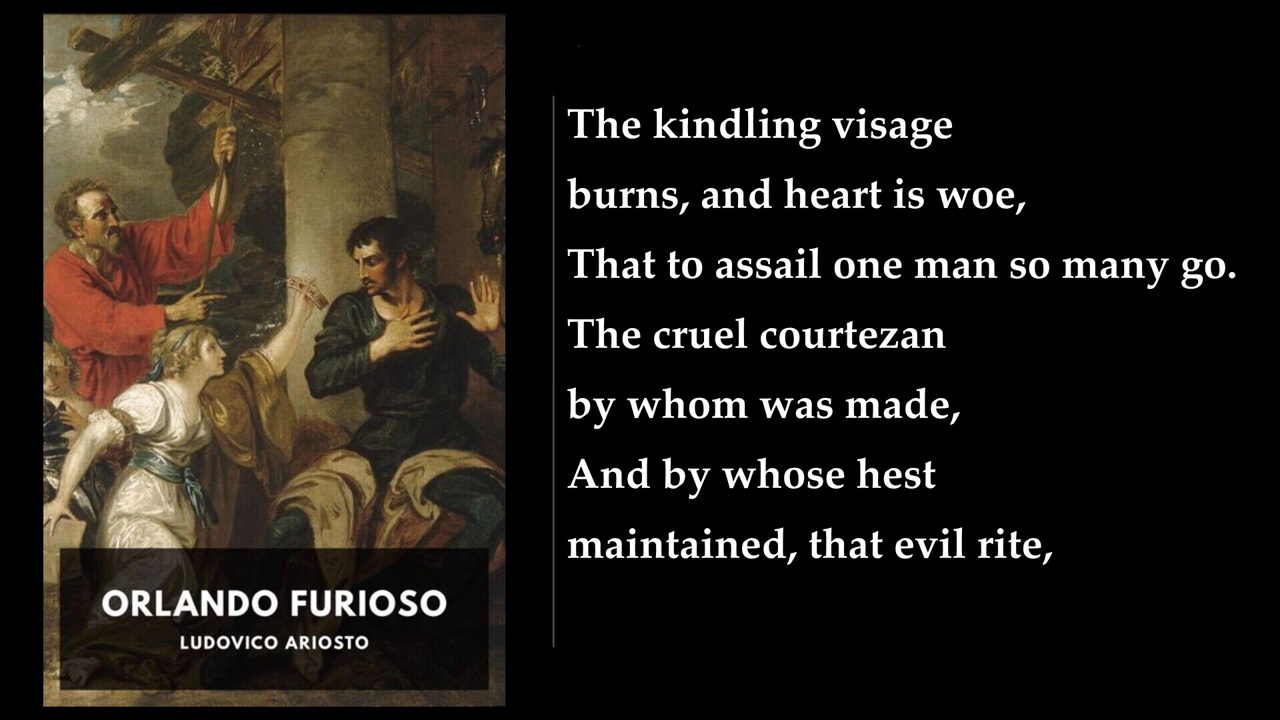 The kindling visage
burns, and heart is woe,
That to assail one man so many go.
The cruel courtezan
by whom was made,
And by whose hest
maintained, that evil rite,
ORLANDO FURIOSO
LUDOVICO ARIOSTO